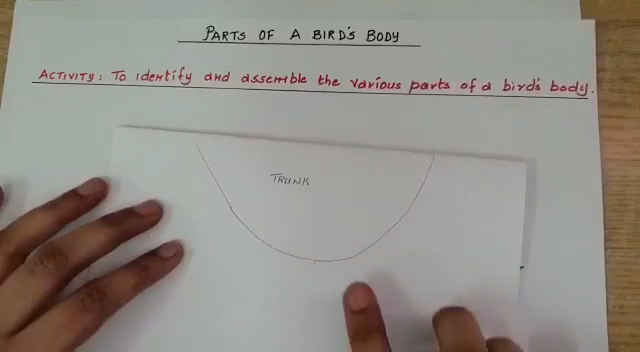 PARTS OF A BIRD'S BODY
ACTIVITY: To identify and assemble the various parts of a bird's body.
TRUNK